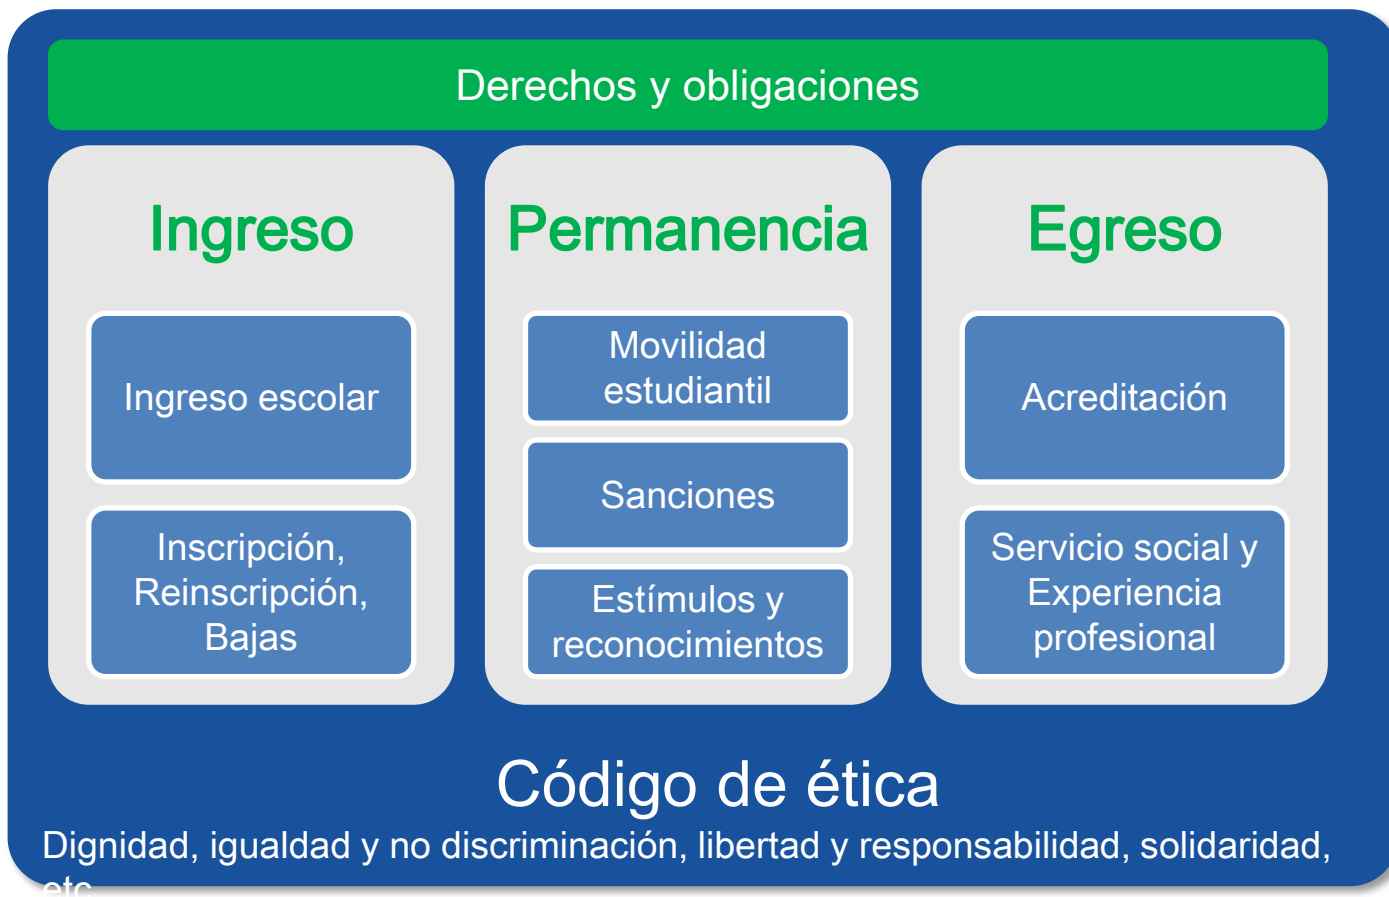 Derechos y obligaciones
Ingreso
Ingreso escolar
Inscripción,
Reinscripción,
Bajas
Permanencia
Movilidad
estudiantil
Sanciones
Estímulos y
reconocimientos
Egreso
Acreditación
Servicio social y
Experiencia
profesional
Código de ética
Dignidad, igualdad y no discriminación, libertad y responsabilidad, solidaridad,
etc